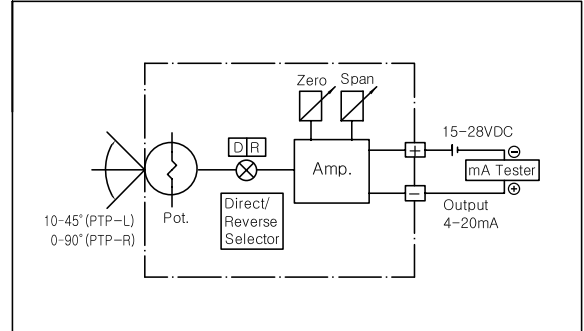 Zero Span
15-28VDC
D R
⊖
+
Amp.
mA Tester
−
⊕
10-45°(PTP-L)
Pot.
Direct/
Reverse
Selector
Output
0-90°(PTP-R)
4-20mA